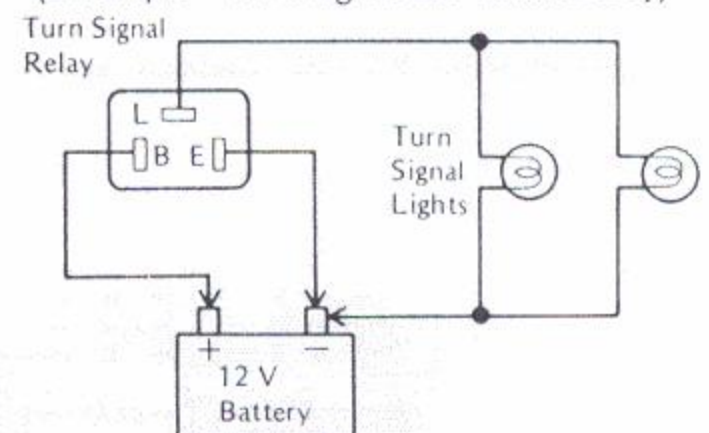 Turn Signal
Relay
L
B E
Turn
Signal
Lights
+ −
12 V
Battery